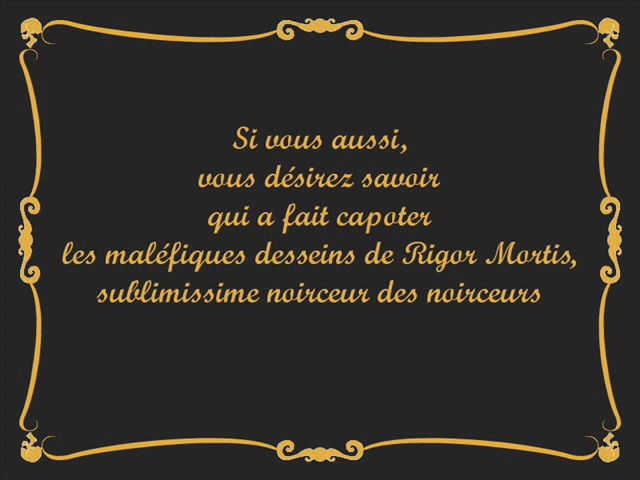 Si vous aussi,
vous désirez savoir
qui a fait capoter
les maléfiques desseins de Rigor Mortis,
sublimissime noirceur des noirceurs